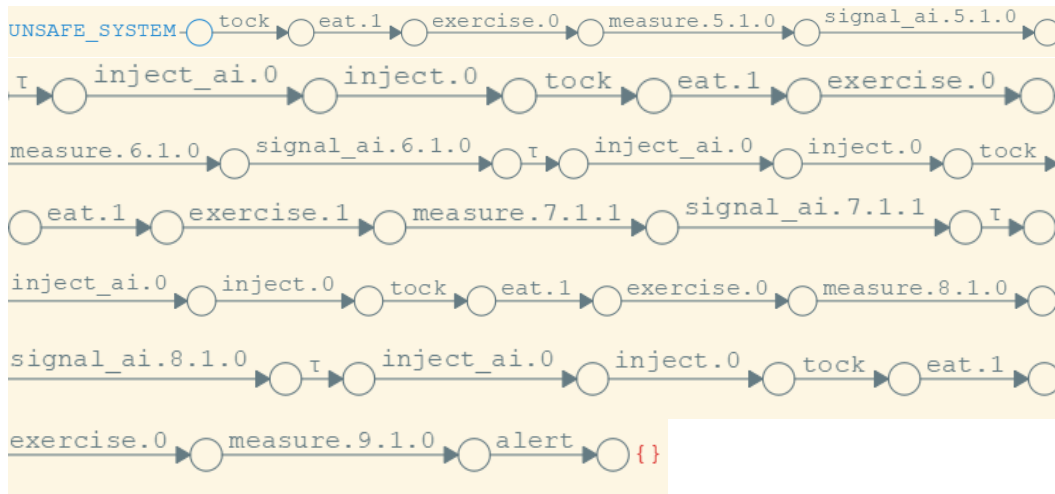 UNSAFE_SYSTEM tock eat.1 exercise.0 measure.5.1.0 signal_ai.5.1.0
τ inject_ai.0 inject.0 tock eat.1 exercise.0
measure.6.1.0 signal_ai.6.1.0 τ inject_ai.0 inject.0 tock
eat.1 exercise.1 measure.7.1.1 signal_ai.7.1.1 τ
inject_ai.0 inject.0 tock eat.1 exercise.0 measure.8.1.0
signal_ai.8.1.0 τ inject_ai.0 inject.0 tock eat.1
exercise.0 measure.9.1.0 alert {}